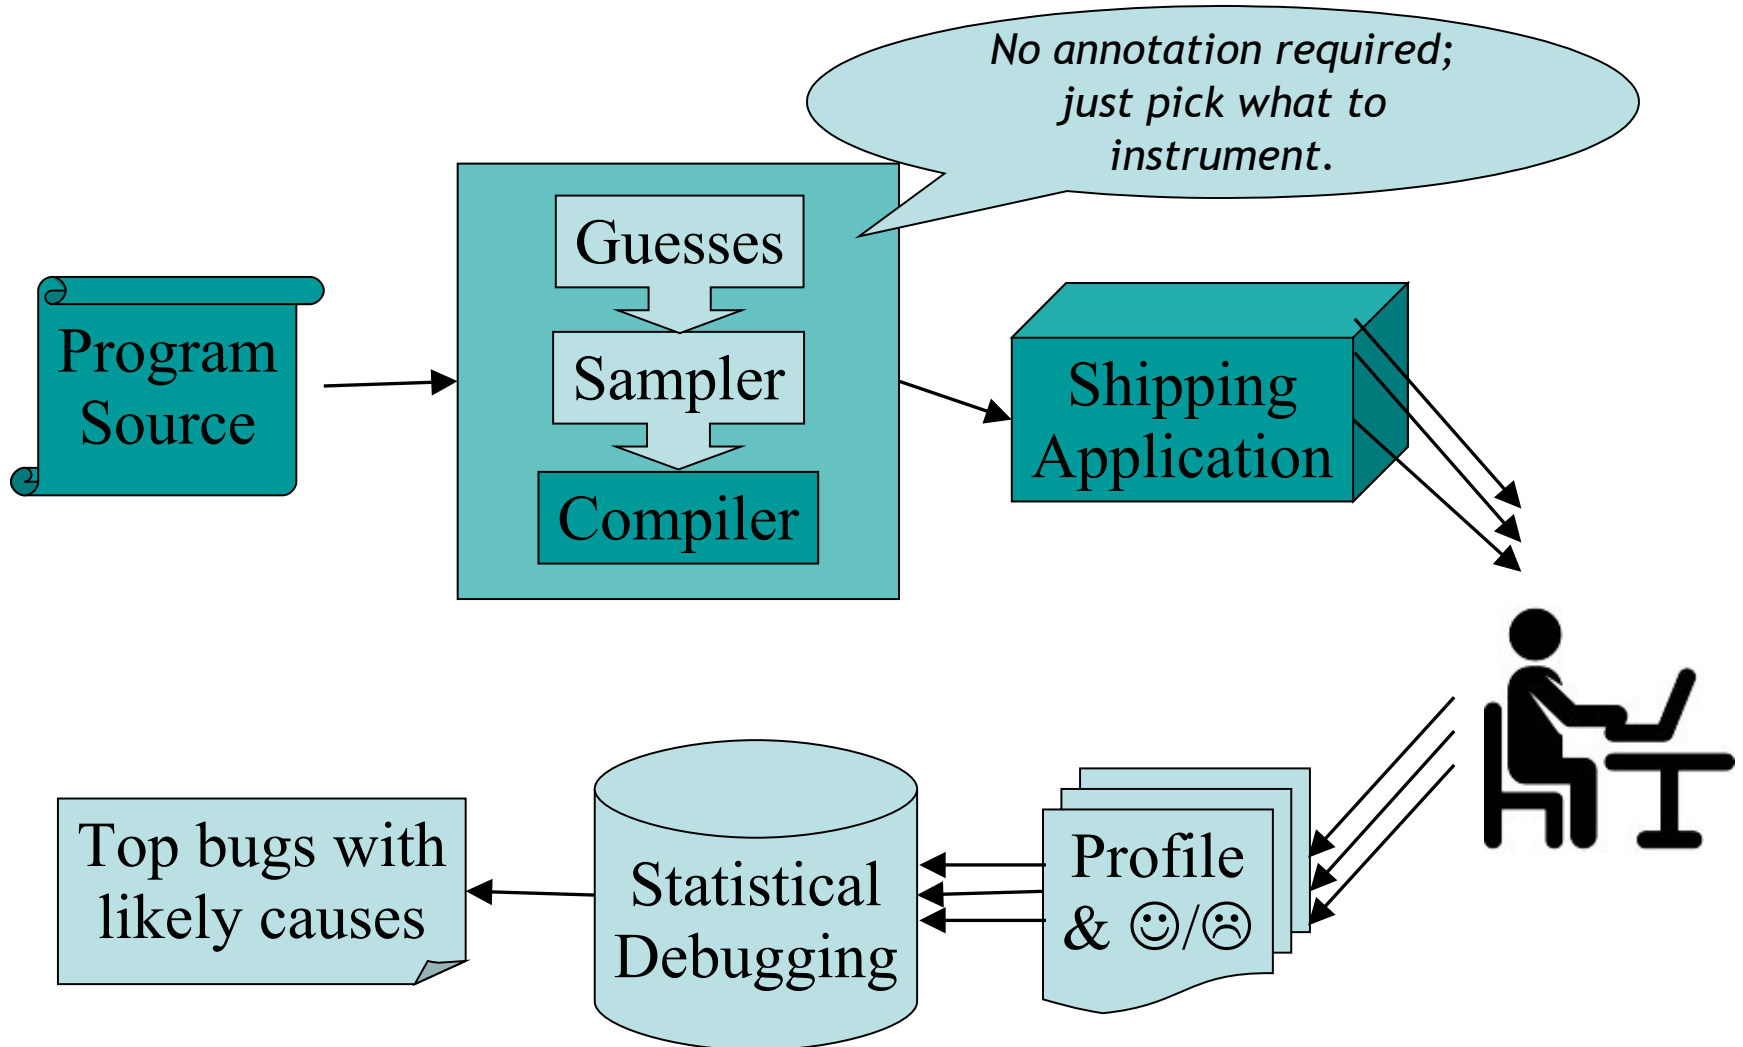 No annotation required;
just pick what to
instrument.
Guesses
Program
Source
Sampler
Compiler
Shipping
Application
Top bugs with
likely causes
Statistical
Debugging
Profile
& ☺/☹